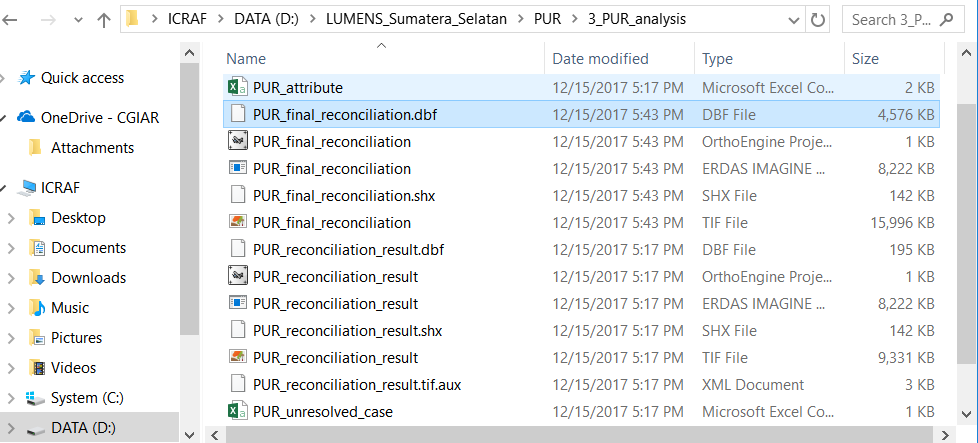 ICRAF > DATA (D:) > LUMENS_Sumatera_Selatan > PUR > 3_PUR_analysis
Search 3_P...
Name Date modified Type Size
Quick access
OneDrive - CGIAR
Attachments
ICRAF
Desktop
Documents
Downloads
Music
Pictures
Videos
System (C:)
DATA (D:)
PUR_attribute 12/15/2017 5:17 PM Microsoft Excel Co... 2 KB
PUR_final_reconciliation.dbf 12/15/2017 5:43 PM DBF File 4,576 KB
PUR_final_reconciliation 12/15/2017 5:43 PM OrthoEngine Proje... 1 KB
PUR_final_reconciliation 12/15/2017 5:43 PM ERDAS IMAGINE ... 8,222 KB
PUR_final_reconciliation.shx 12/15/2017 5:43 PM SHX File 142 KB
PUR_final_reconciliation 12/15/2017 5:43 PM TIF File 15,996 KB
PUR_reconciliation_result.dbf 12/15/2017 5:17 PM DBF File 195 KB
PUR_reconciliation_result 12/15/2017 5:17 PM OrthoEngine Proje... 1 KB
PUR_reconciliation_result 12/15/2017 5:17 PM ERDAS IMAGINE ... 8,222 KB
PUR_reconciliation_result.shx 12/15/2017 5:17 PM SHX File 142 KB
PUR_reconciliation_result 12/15/2017 5:17 PM TIF File 9,331 KB
PUR_reconciliation_result.tif.aux 12/15/2017 5:17 PM XML Document 3 KB
PUR_unresolved_case 12/15/2017 5:17 PM Microsoft Excel Co... 1 KB